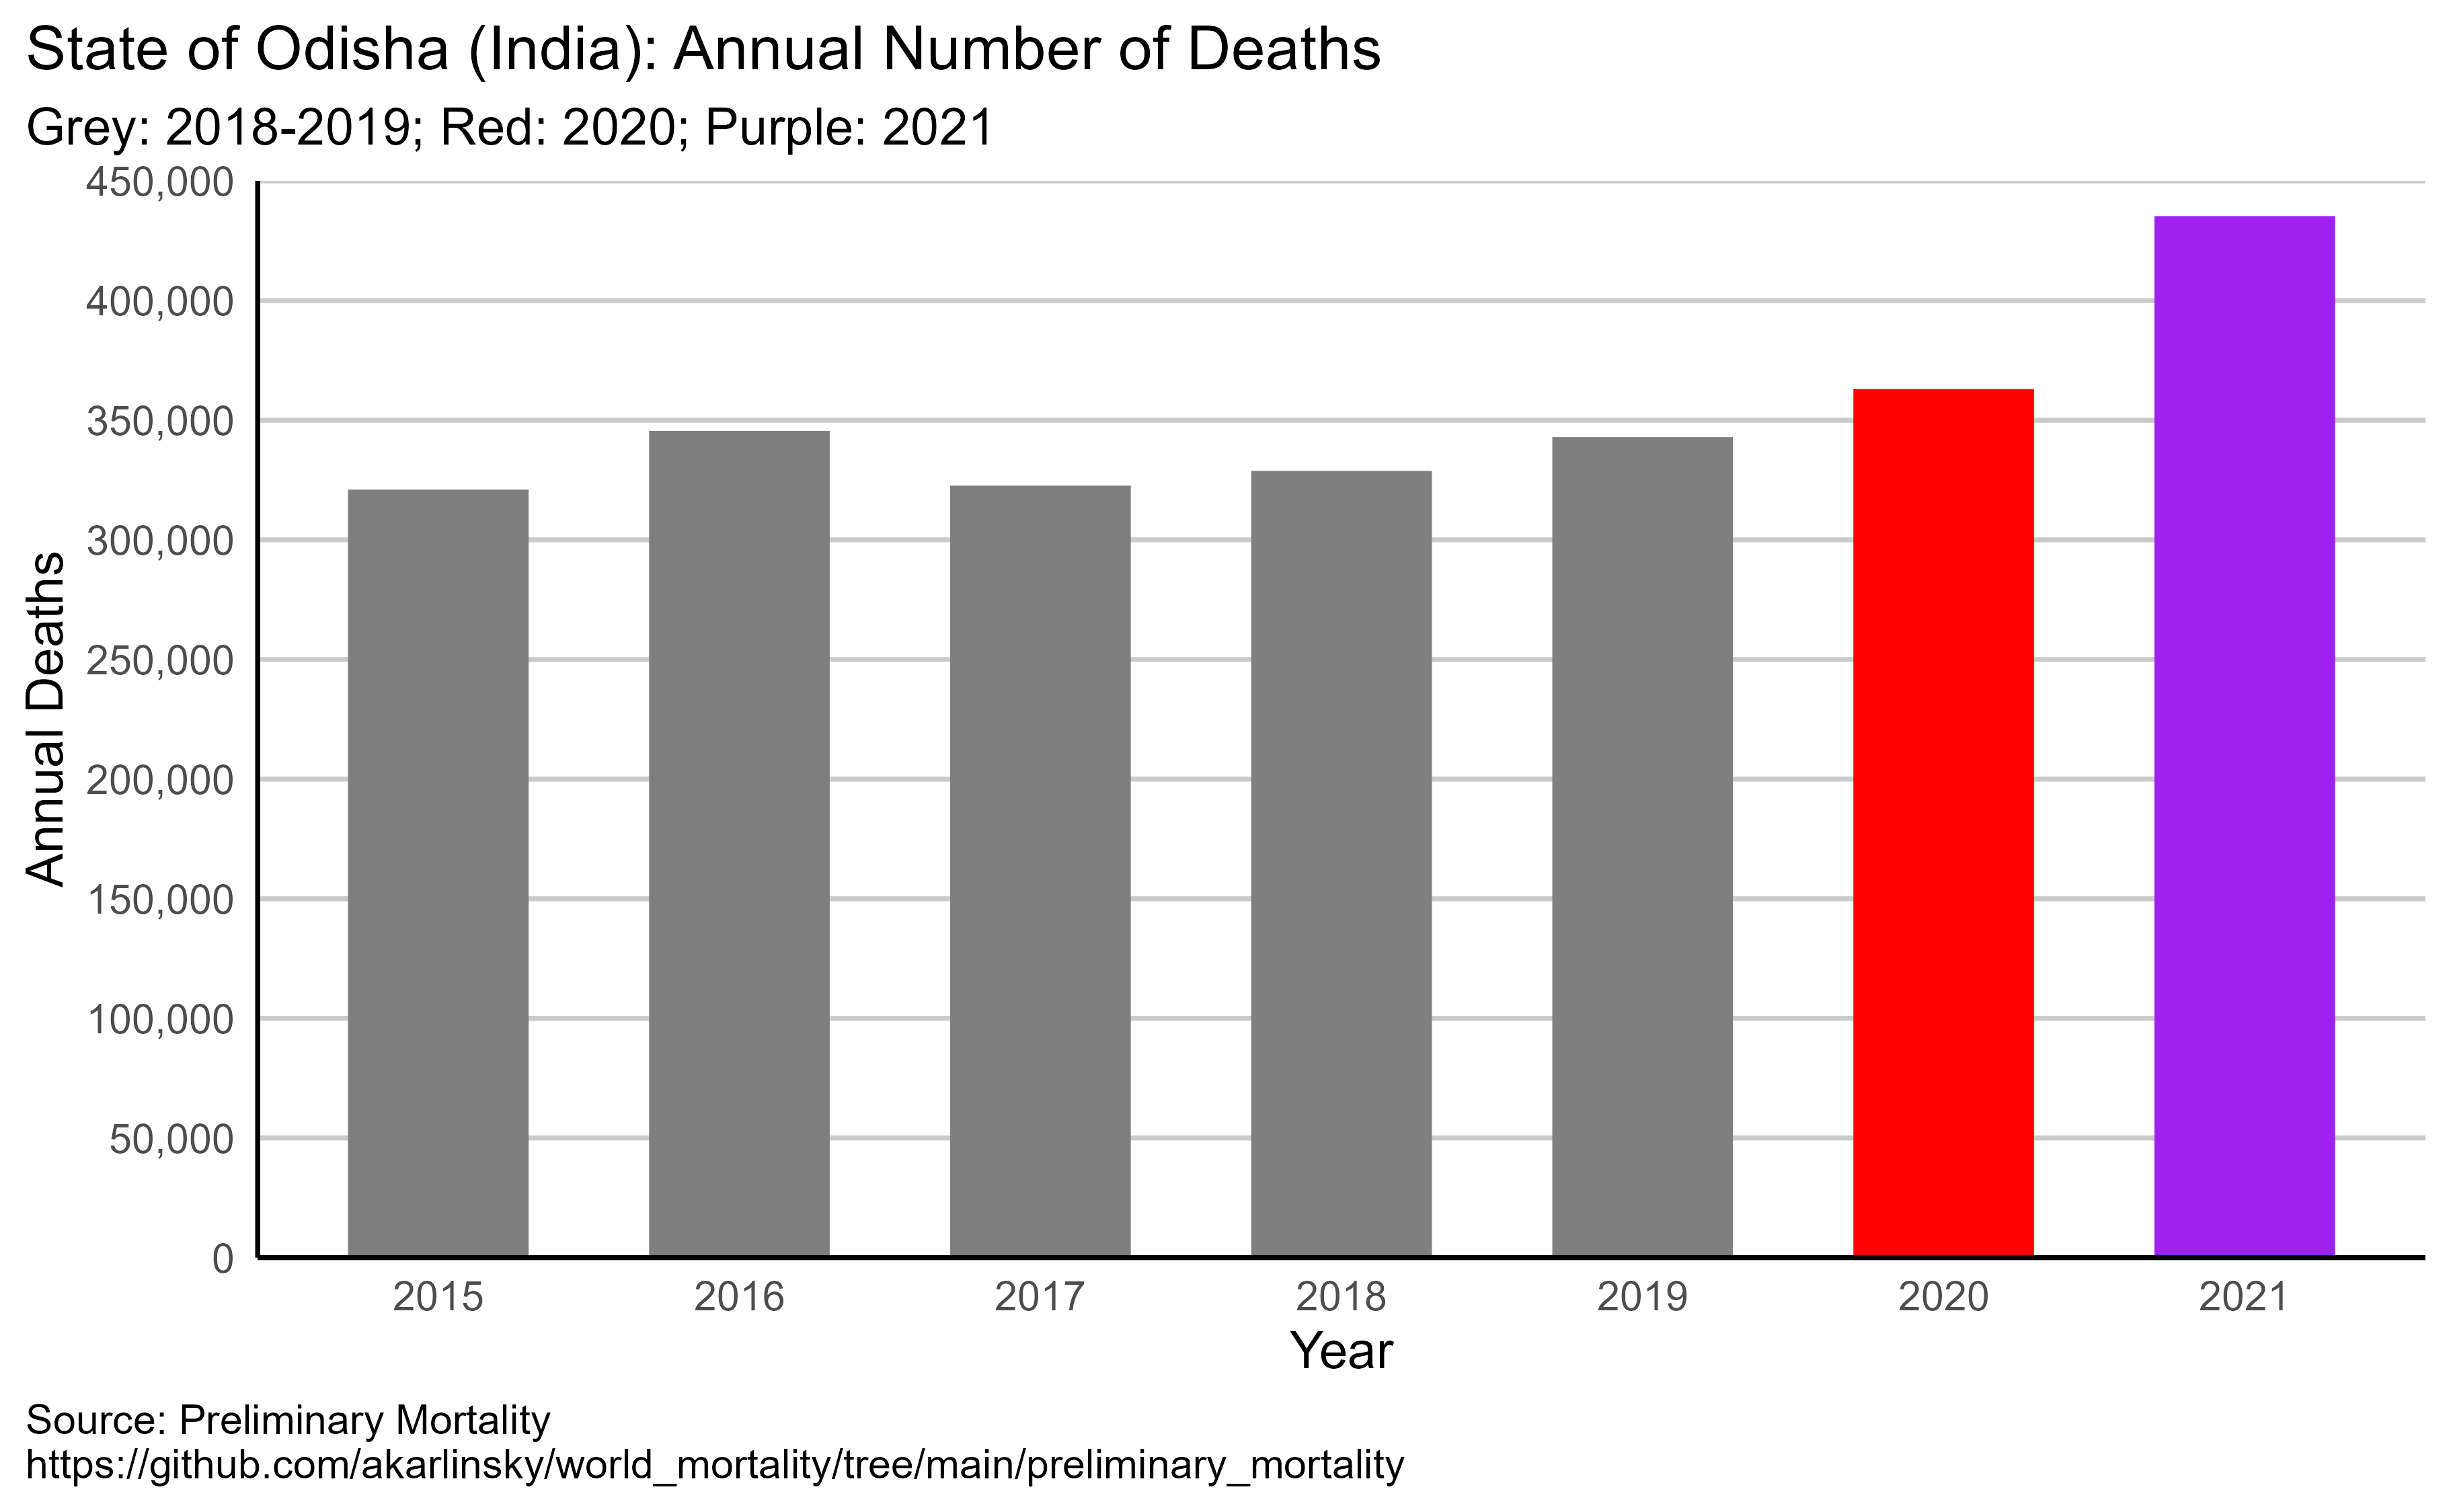 State of Odisha (India): Annual Number of Deaths
Grey: 2018-2019; Red: 2020; Purple: 2021
450,000
400,000
350,000
300,000
250,000
200,000
150,000
100,000
50,000
0
Annual Deaths
2015 2016 2017 2018 2019 2020 2021
Year
Source: Preliminary Mortality
https://github.com/akarlinsky/world_mortality/tree/main/preliminary_mortality